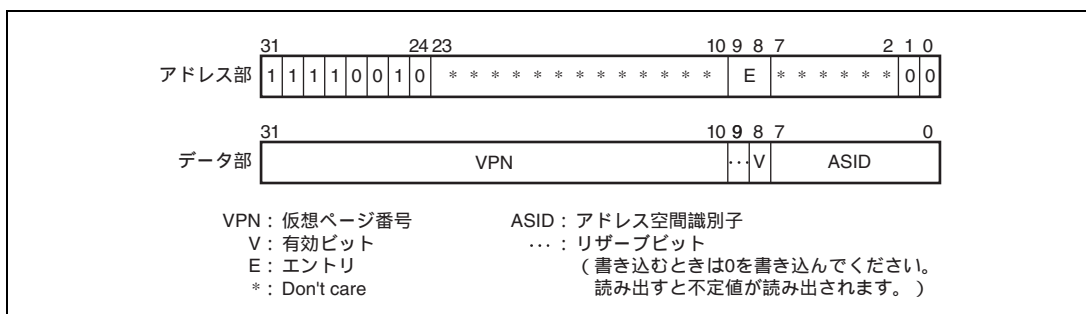 31 24 23 10 9 8 7 2 1 0
アドレス部 1 1 1 1 0 0 1 0 * * * * * * * * * * * * * * E * * * * * * 0 0
31 10 9 8 7 0
データ部 VPN ... V ASID
VPN : 仮想ページ番号 ASID : アドレス空間識別子
V : 有効ビット ... : リザーブビット
E : エントリ (書き込むときは0を書き込んでください。
* : Don't care 読み出すと不定値が読み出されます。)